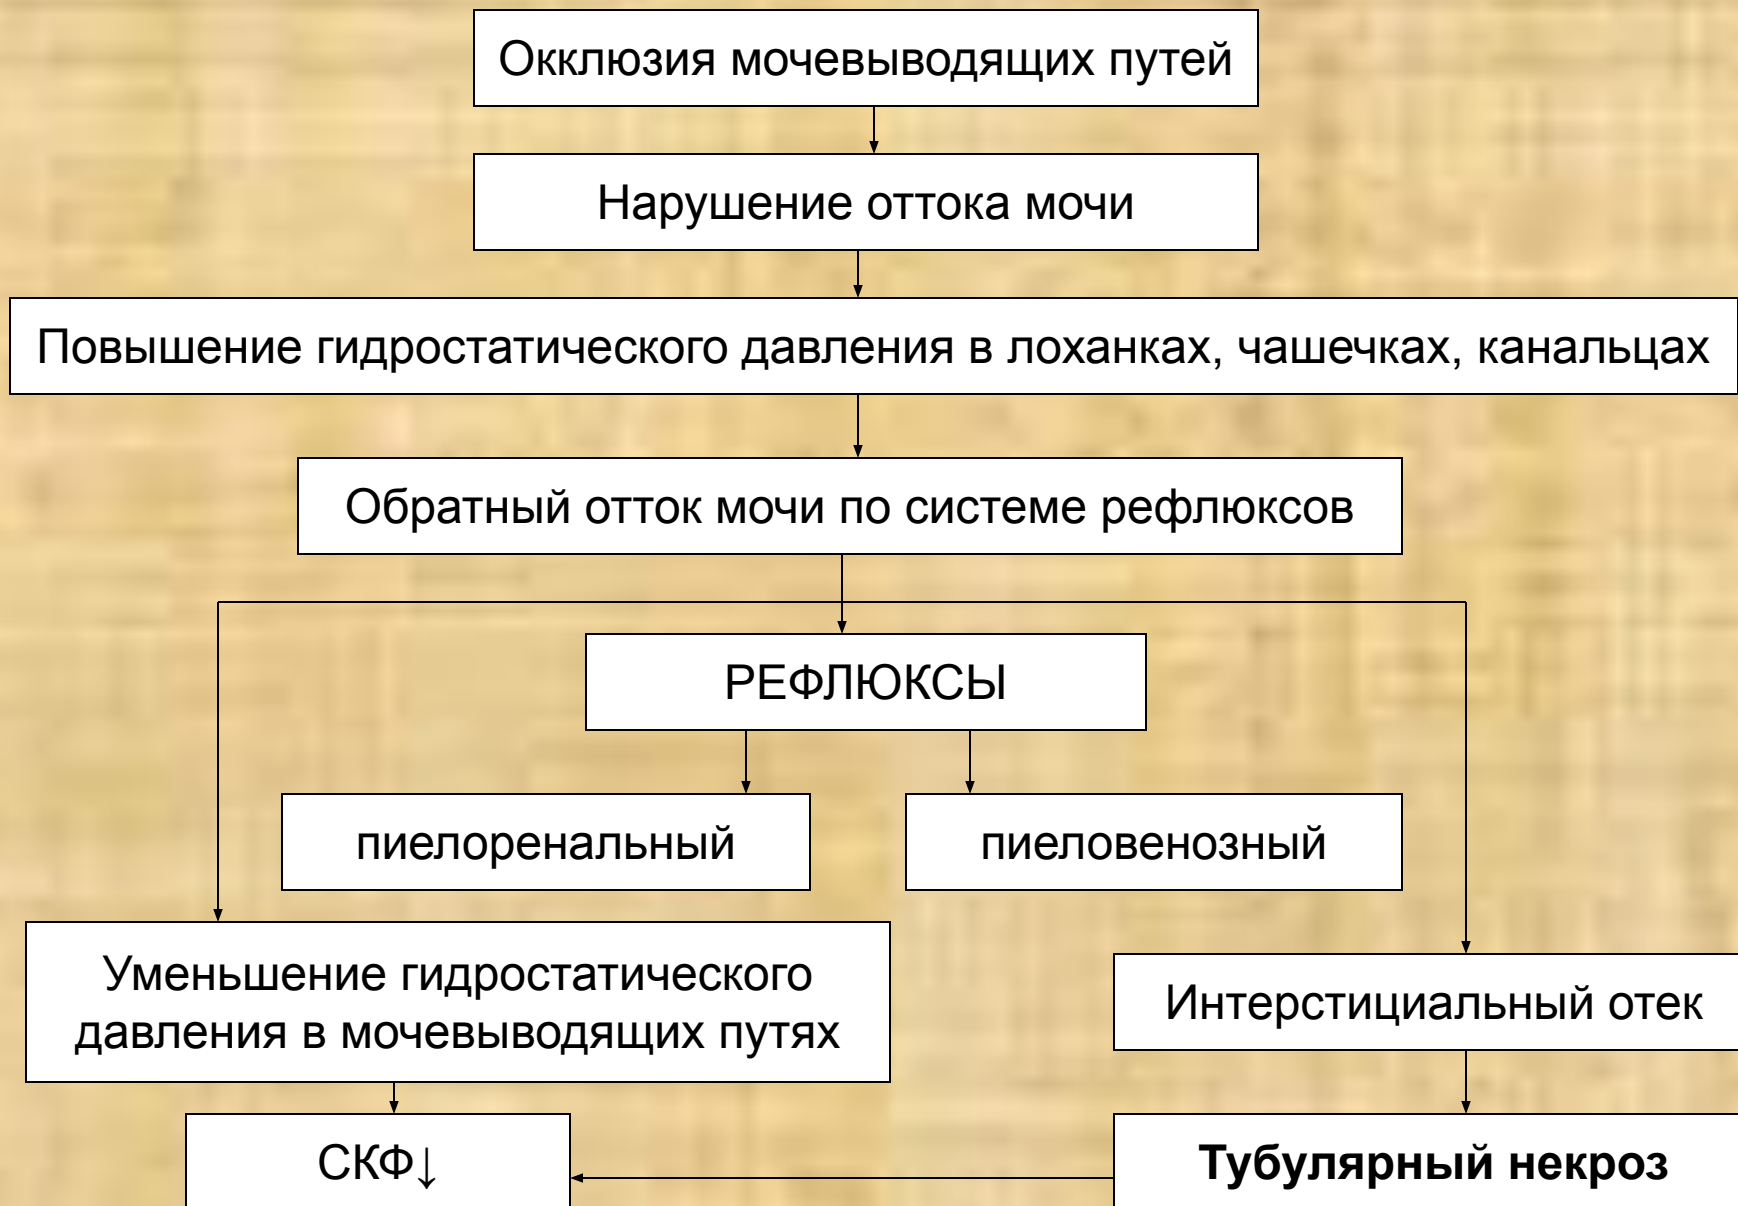 Окклюзия мочевыводящих путей
Нарушение оттока мочи
Повышение гидростатического давления в лоханках, чашечках, канальцах
Обратный отток мочи по системе рефлюксов
РЕФЛЮКСЫ
пиелоренальный
пиеловенозный
Уменьшение гидростатического
давления в мочевыводящих путях
Интерстициальный отек
СКФ↓
Тубулярный некроз